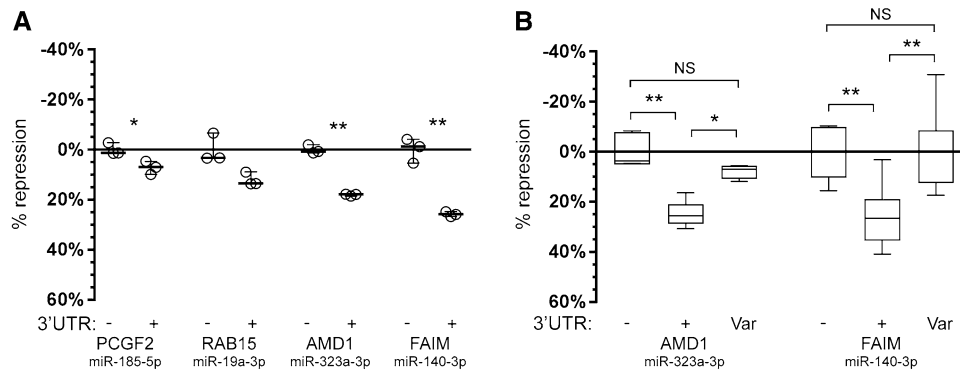 A
% repression
-40%
-20%
0%
20%
40%
60%
*
**
**
3'UTR: - + - + - + - +
PCGF2 RAB15 AMD1 FAIM
miR-185-5p miR-19a-3p miR-323a-3p miR-140-3p
B
% repression
-60%
-40%
-20%
0%
20%
40%
60%
NS
**
*
NS
**
**
3'UTR: - + Var - + Var
AMD1 FAIM
miR-323a-3p miR-140-3p